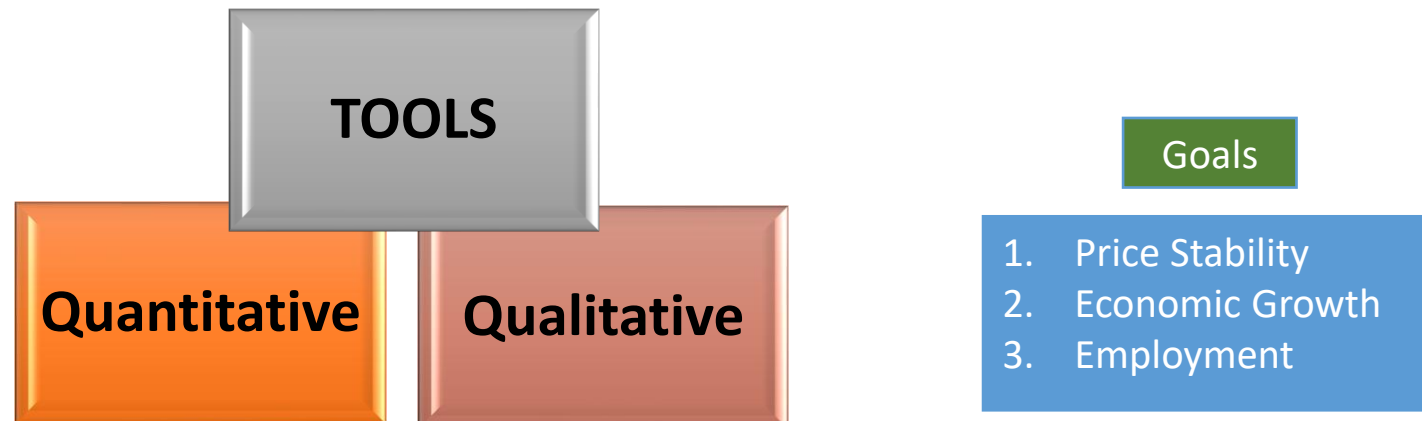 TOOLS
Quantitative
Qualitative
Goals
1. Price Stability
2. Economic Growth
3. Employment